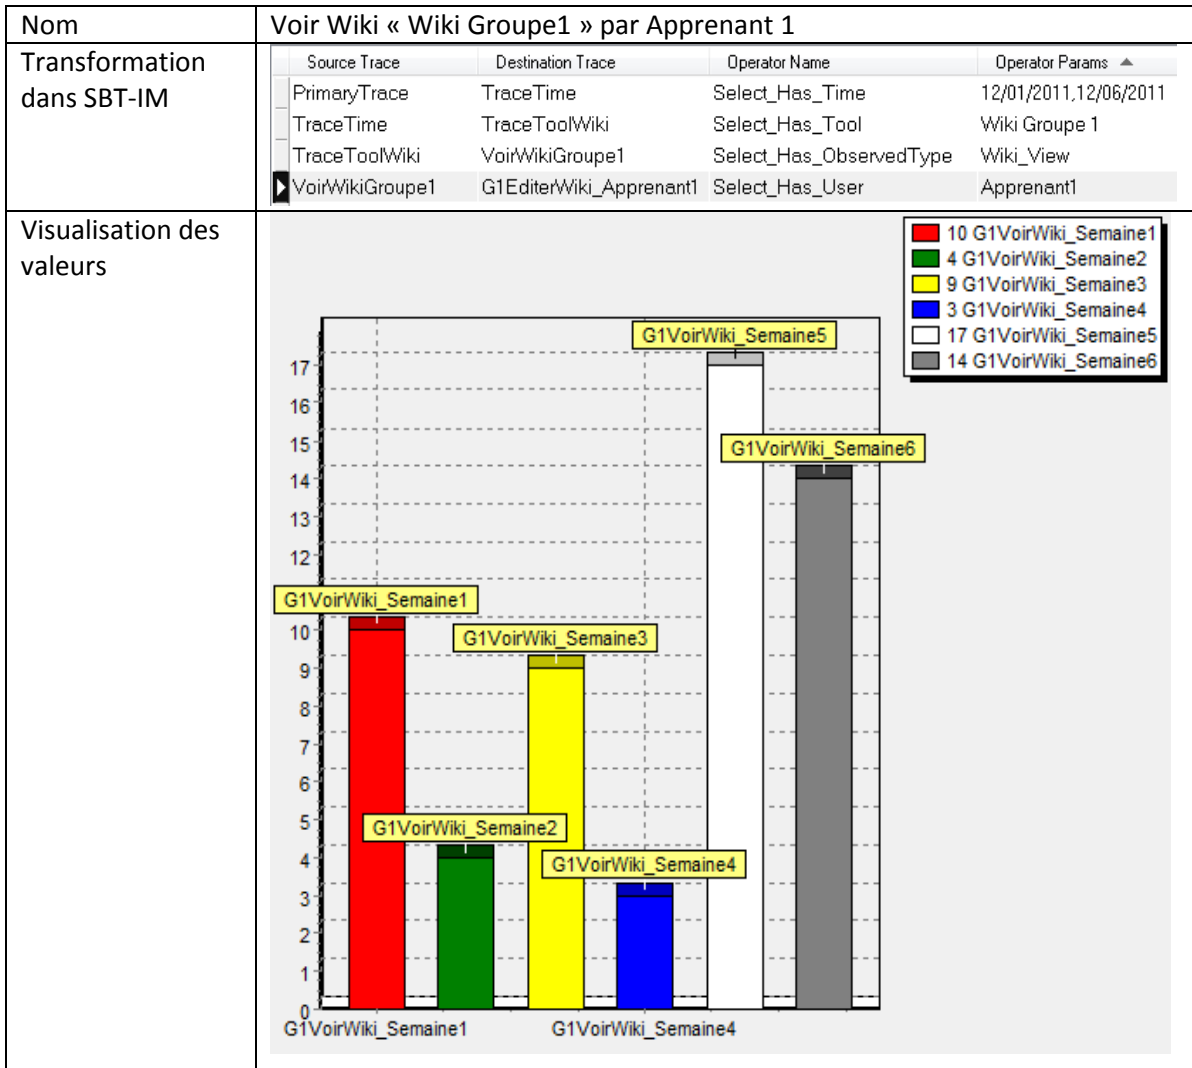 Nom
Voir Wiki « Wiki Groupe1 » par Apprenant 1
Transformation
dans SBT-IM
Source Trace Destination Trace Operator Name Operator Params
PrimaryTrace TraceTime Select_Has_Time 12/01/2011,12/06/2011
TraceTime TraceToolWiki Select_Has_Tool Wiki Groupe 1
TraceToolWiki VoirWikiGroupe1 Select_Has_ObservedType Wiki_View
VoirWikiGroupe1 G1EditerWiki_Apprenant1 Select_Has_User Apprenant1
Visualisation des
valeurs
10 G1VoirWiki_Semaine1
4 G1VoirWiki_Semaine2
9 G1VoirWiki_Semaine3
3 G1VoirWiki_Semaine4
17 G1VoirWiki_Semaine5
14 G1VoirWiki_Semaine6
G1VoirWiki_Semaine5
17
16
15
G1VoirWiki_Semaine6
14
13
12
G1VoirWiki_Semaine1
10
G1VoirWiki_Semaine3
9
8
7
6
5
G1VoirWiki_Semaine2
4
G1VoirWiki_Semaine4
3
2
1
0
G1VoirWiki_Semaine1 G1VoirWiki_Semaine4